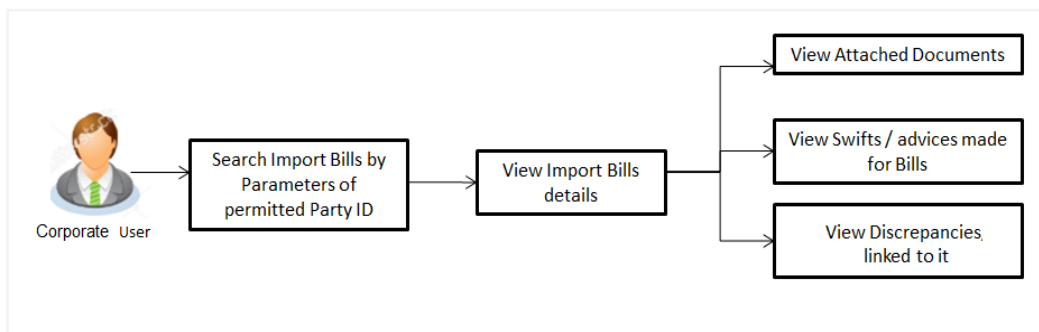 View Attached Documents
View Swifts / advices made
for Bills
Search Import Bills by
Parameters of
permitted Party ID
View Import Bills
details
View Discrepancies,
linked to it
Corporate User